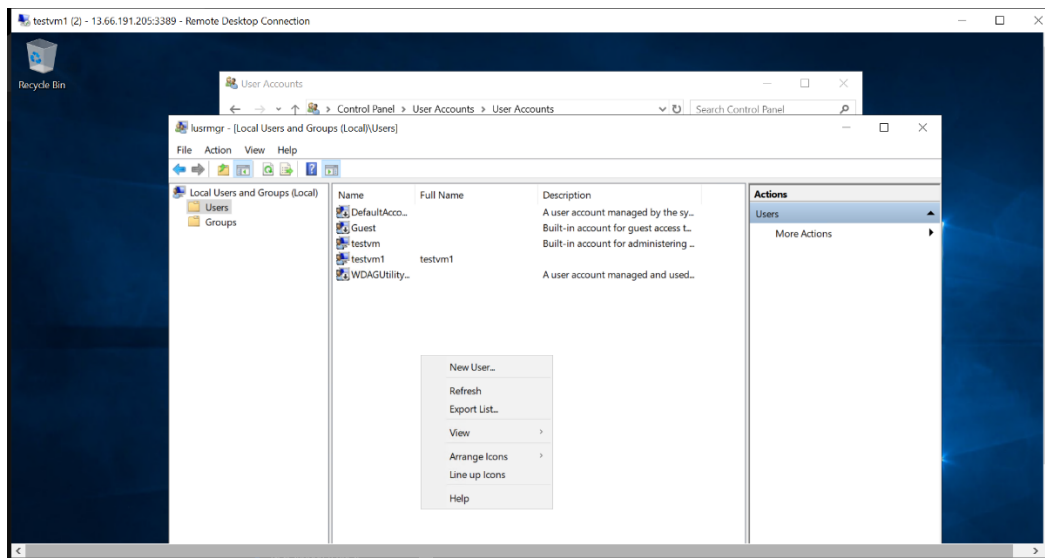 testvm1 (2) - 13.66.191.205:3389 - Remote Desktop Connection
Recycle Bin
User Accounts
Control Panel > User Accounts > User Accounts
Search Control Panel
lusrmgr - [Local Users and Groups (Local)\Users]
File Action View Help
Local Users and Groups (Local)
Users
Groups
Name Full Name Description
DefaultAcco... A user account managed by the sy...
Guest Built-in account for guest access t...
testvm Built-in account for administering ...
testvm1 testvm1
WDAGUtility... A user account managed and used...
Actions
Users
More Actions
New User...
Refresh
Export List...
View
Arrange Icons
Line up Icons
Help